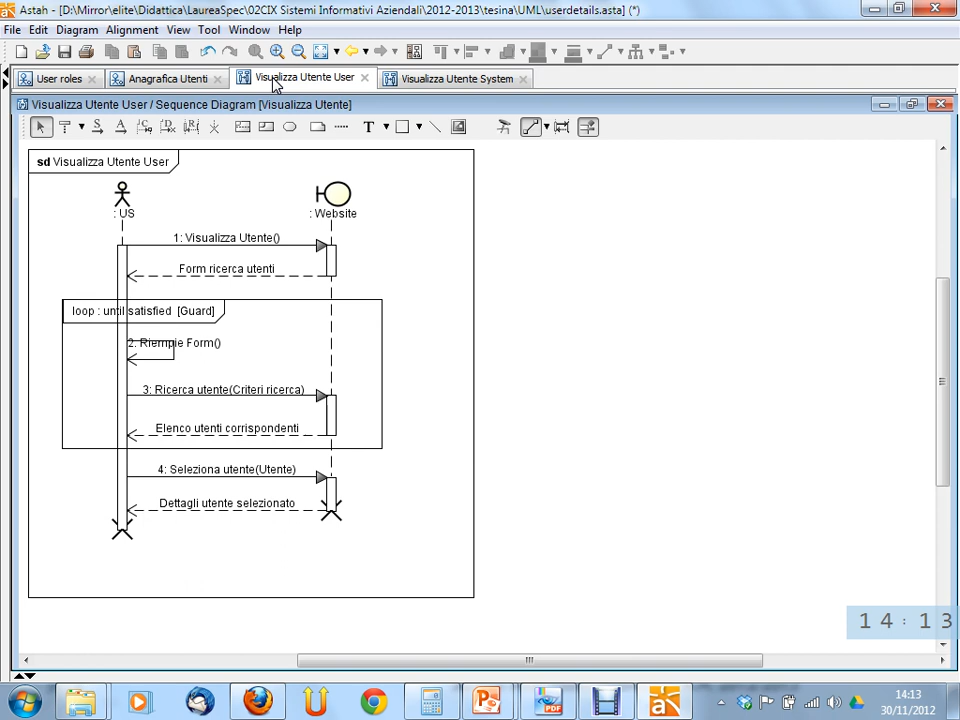 Astah - [D:\Mirror\elite\Didattica\LaureaSpec\02CIX Sistemi Informativi Aziendali\2012-2013\tesina\UML\userdetails.asta] (*)
File Edit Diagram Alignment View Tool Window Help
User roles Anagrafica Utenti Visualizza Utente User Visualizza Utente System
Visualizza Utente User / Sequence Diagram [Visualizza Utente]
T
sd Visualizza Utente User
: US : Website
1: Visualizza Utente()
Form ricerca utenti
loop : until satisfied [Guard]
2: Riempie Form()
3: Ricerca utente(Criteri ricerca)
Elenco utenti corrispondenti
4: Seleziona utente(Utente)
Dettagli utente selezionato
14:13
PDF
14:13
30/11/2012